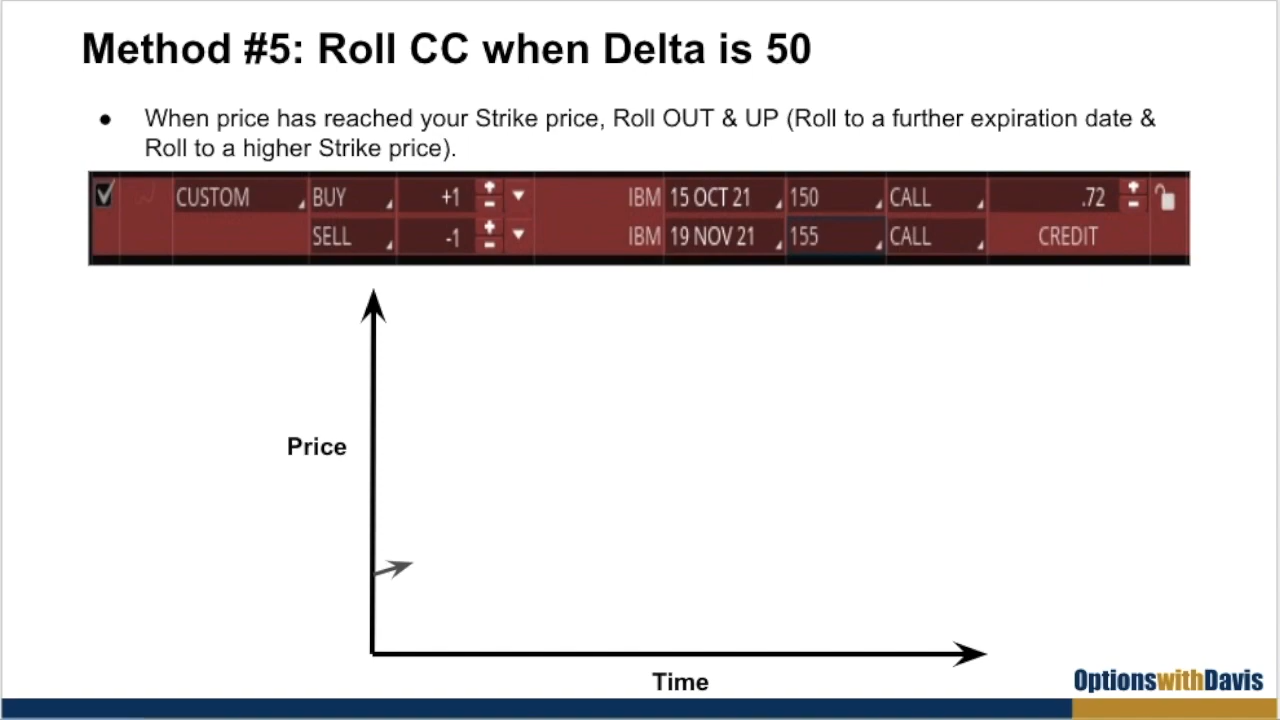 Method #5: Roll CC when Delta is 50
● When price has reached your Strike price, Roll OUT & UP (Roll to a further expiration date &
Roll to a higher Strike price).
CUSTOM BUY +1 IBM 15 OCT 21 150 CALL .72
SELL -1 IBM 19 NOV 21 155 CALL CREDIT
Price
Time
OptionswithDavis